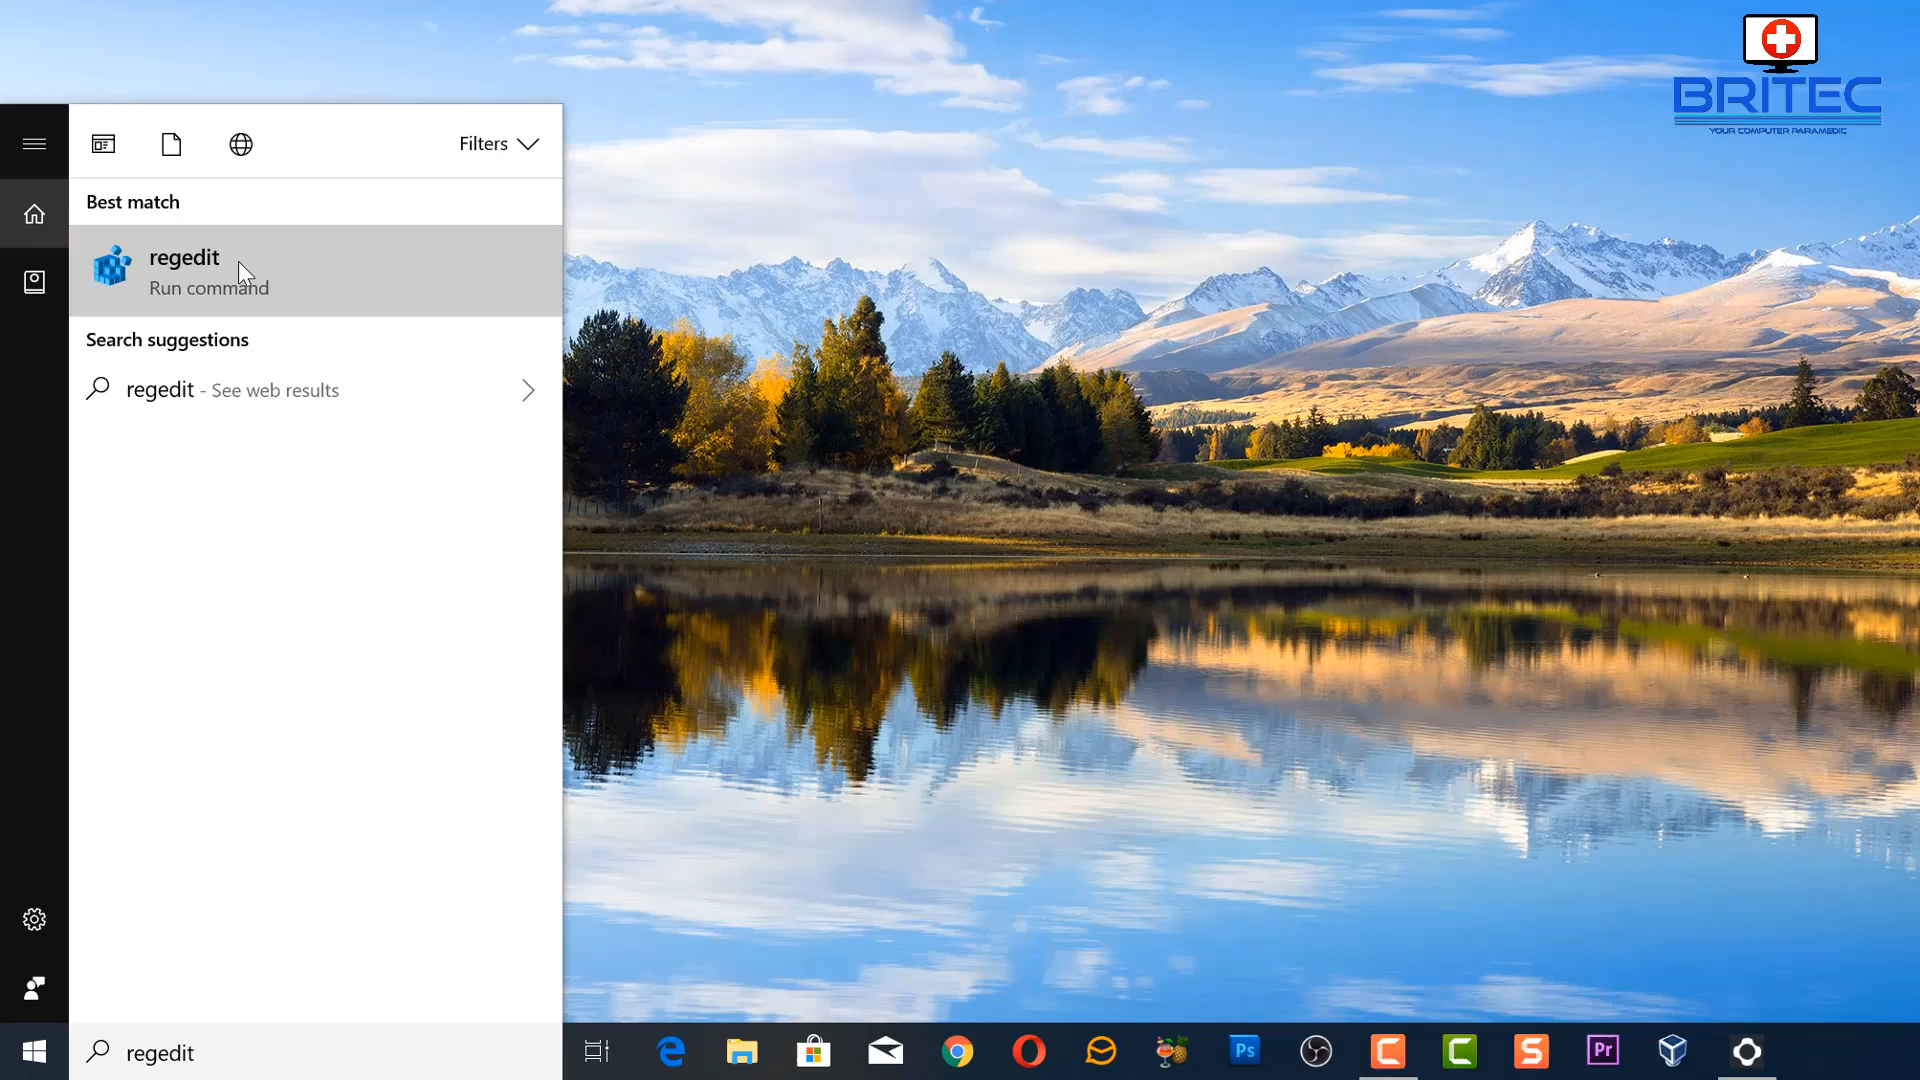 BRITEC
YOUR COMPUTER PARAMEDIC
Filters
Best match
regedit
Run command
Search suggestions
regedit - See web results
regedit
Ps
C
C
S
Pr